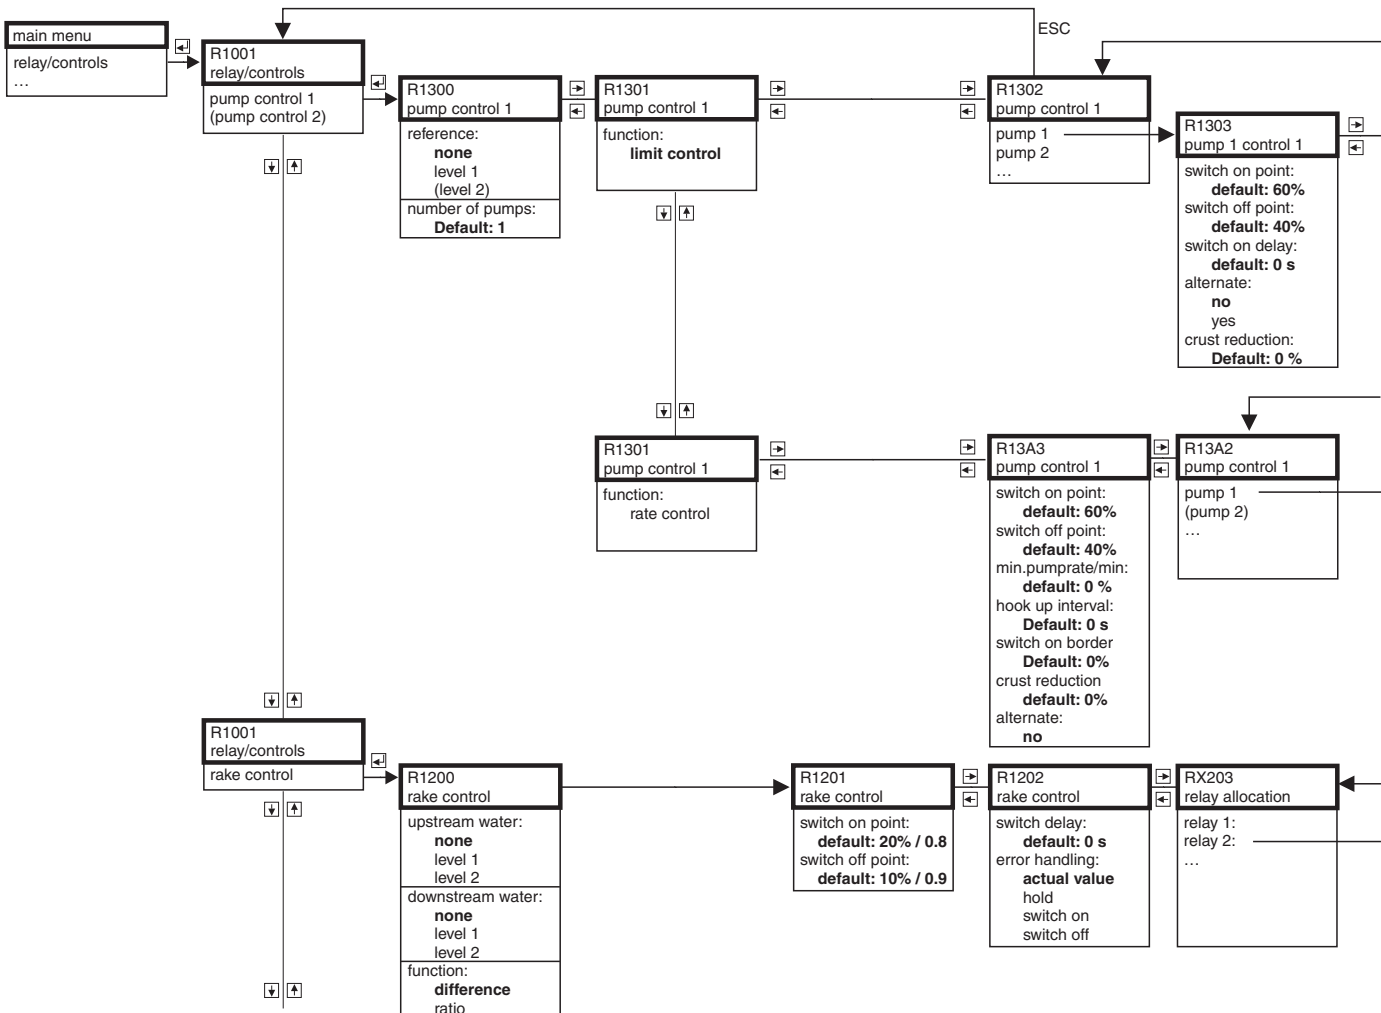 main menu
relay/controls
…
R1001
relay/controls
pump control 1
(pump control 2)
R1300
pump control 1
reference:
none
level 1
(level 2)
number of pumps:
Default: 1
R1301
pump control 1
function:
limit control
ESC
R1302
pump control 1
pump 1
pump 2
…
R1303
pump 1 control 1
switch on point:
default: 60%
switch off point:
default: 40%
switch on delay:
default: 0 s
alternate:
no
yes
crust reduction:
Default: 0 %
R1301
pump control 1
function:
rate control
R13A3
pump control 1
switch on point:
default: 60%
switch off point:
default: 40%
min.pumprate/min:
default: 0 %
hook up interval:
Default: 0 s
switch on border
Default: 0%
crust reduction
default: 0%
alternate:
no
R13A2
pump control 1
pump 1
(pump 2)
…
R1001
relay/controls
rake control
R1200
rake control
upstream water:
none
level 1
level 2
downstream water:
none
level 1
level 2
function:
difference
ratio
R1201
rake control
switch on point:
default: 20% / 0.8
switch off point:
default: 10% / 0.9
R1202
rake control
switch delay:
default: 0 s
error handling:
actual value
hold
switch on
switch off
RX203
relay allocation
relay 1:
relay 2:
…